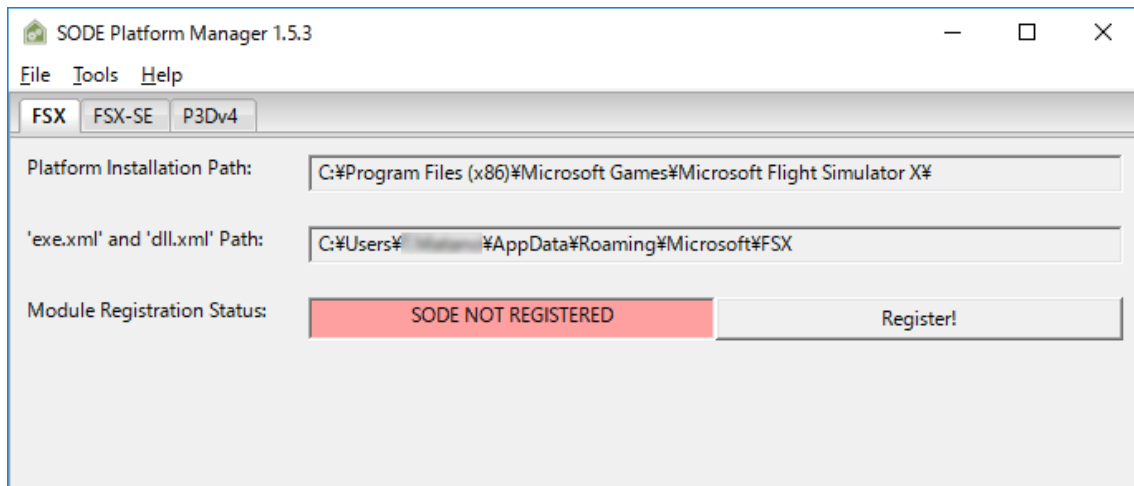 SODE Platform Manager 1.5.3
File Tools Help
FSX FSX-SE P3Dv4
Platform Installation Path: C:¥Program Files (x86)¥Microsoft Games¥Microsoft Flight Simulator X¥
'exe.xml' and 'dll.xml' Path: C:¥Users¥ ¥AppData¥Roaming¥Microsoft¥FSX
Module Registration Status: SODE NOT REGISTERED Register!